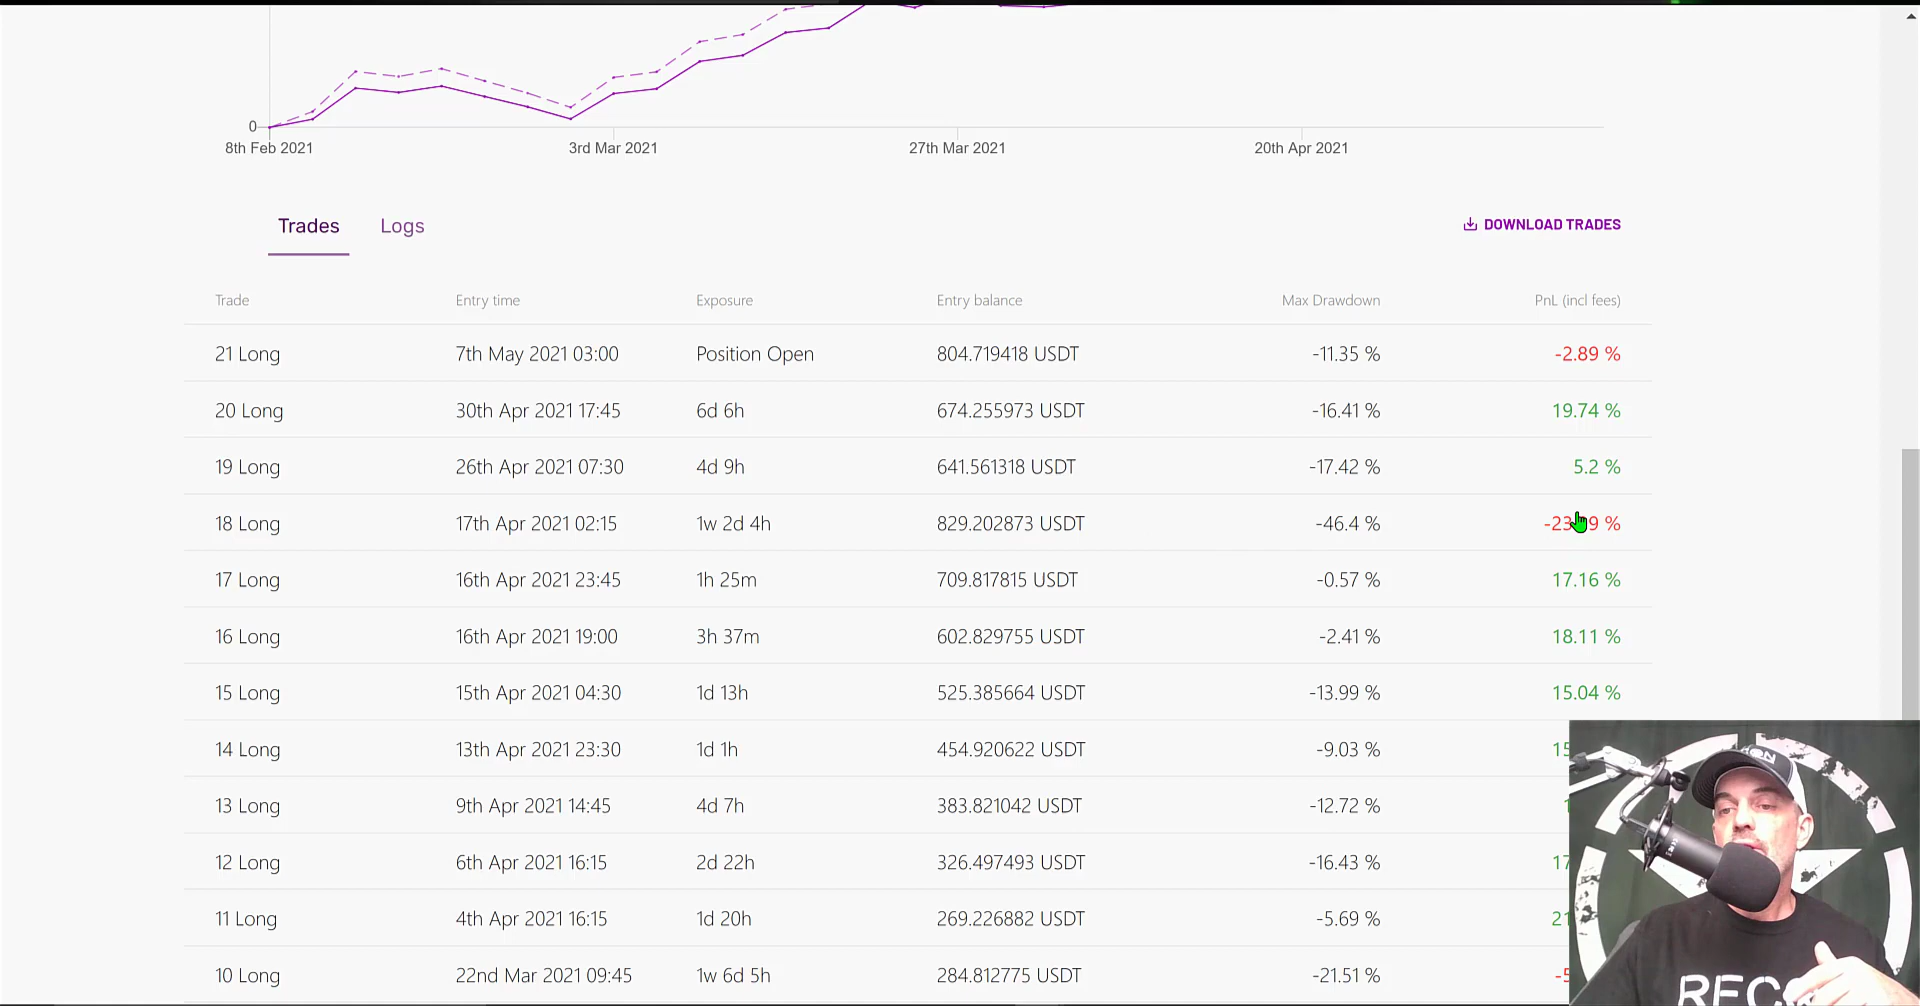 0
8th Feb 2021 3rd Mar 2021 27th Mar 2021 20th Apr 2021
Trades Logs DOWNLOAD TRADES
Trade Entry time Exposure Entry balance Max Drawdown PnL (incl fees)
21 Long 7th May 2021 03:00 Position Open 804.719418 USDT -11.35 % -2.89 %
20 Long 30th Apr 2021 17:45 6d 6h 674.255973 USDT -16.41 % 19.74 %
19 Long 26th Apr 2021 07:30 4d 9h 641.561318 USDT -17.42 % 5.2 %
18 Long 17th Apr 2021 02:15 1w 2d 4h 829.202873 USDT -46.4 %
17 Long 16th Apr 2021 23:45 1h 25m 709.817815 USDT -0.57 % 17.16 %
16 Long 16th Apr 2021 19:00 3h 37m 602.829755 USDT -2.41 % 18.11 %
15 Long 15th Apr 2021 04:30 1d 13h 525.385664 USDT -13.99 % 15.04 %
14 Long 13th Apr 2021 23:30 1d 1h 454.920622 USDT -9.03 %
13 Long 9th Apr 2021 14:45 4d 7h 383.821042 USDT -12.72 %
12 Long 6th Apr 2021 16:15 2d 22h 326.497493 USDT -16.43 %
11 Long 4th Apr 2021 16:15 1d 20h 269.226882 USDT -5.69 %
10 Long 22nd Mar 2021 09:45 1w 6d 5h 284.812775 USDT -21.51 %